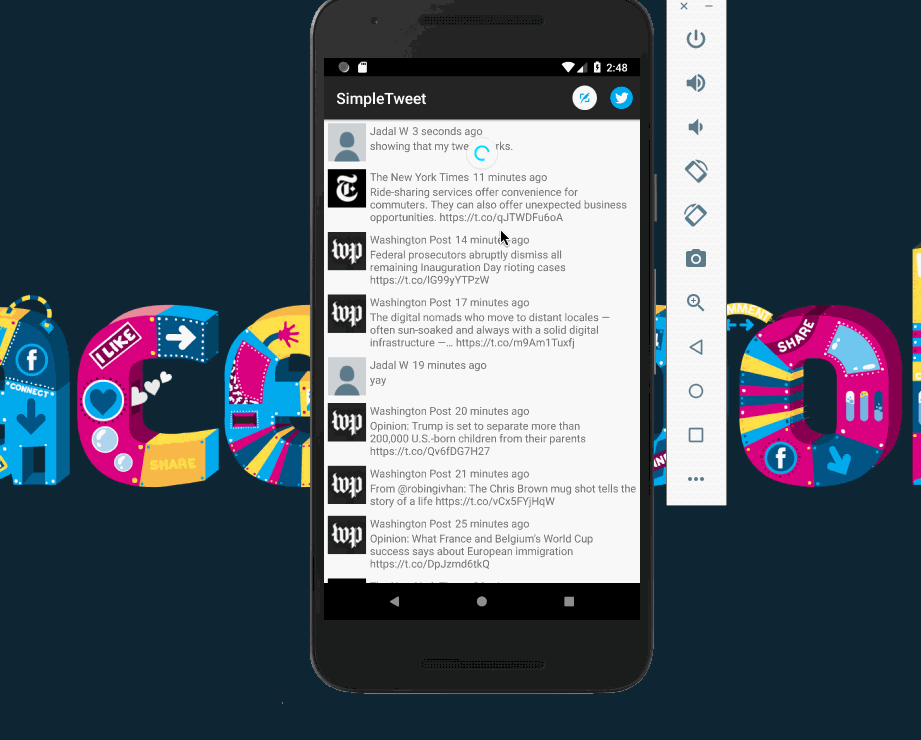 2:48
SimpleTweet
Jadal W 3 seconds ago
showing that my rks.
The New York Times 11 minutes ago
Ride-sharing services offer convenience for
commuters. They can also offer unexpected business
opportunities. https://t.co/qJTWDFu6oA
Washington Post 14 minutes ago
Federal prosecutors abruptly dismiss all
remaining Inauguration Day rioting cases
https://t.co/IG99yYTPzW
Washington Post 17 minutes ago
The digital nomads who move to distant locales —
often sun-soaked and always with a solid digital
infrastructure —... https://t.co/m9Am1Tuxfj
Jadal W 19 minutes ago
yay
Washington Post 20 minutes ago
Opinion: Trump is set to separate more than
200,000 U.S.-born children from their parents
https://t.co/Qv6fDG7H27
Washington Post 21 minutes ago
From @robingivhan: The Chris Brown mug shot tells the
story of a life https://t.co/vCx5FYjHqW
Washington Post 25 minutes ago
Opinion: What France and Belgium's World Cup
success says about European immigration
https://t.co/DpJzmd6tkQ
I LIKE
CONNECT
SHARE
SHARE